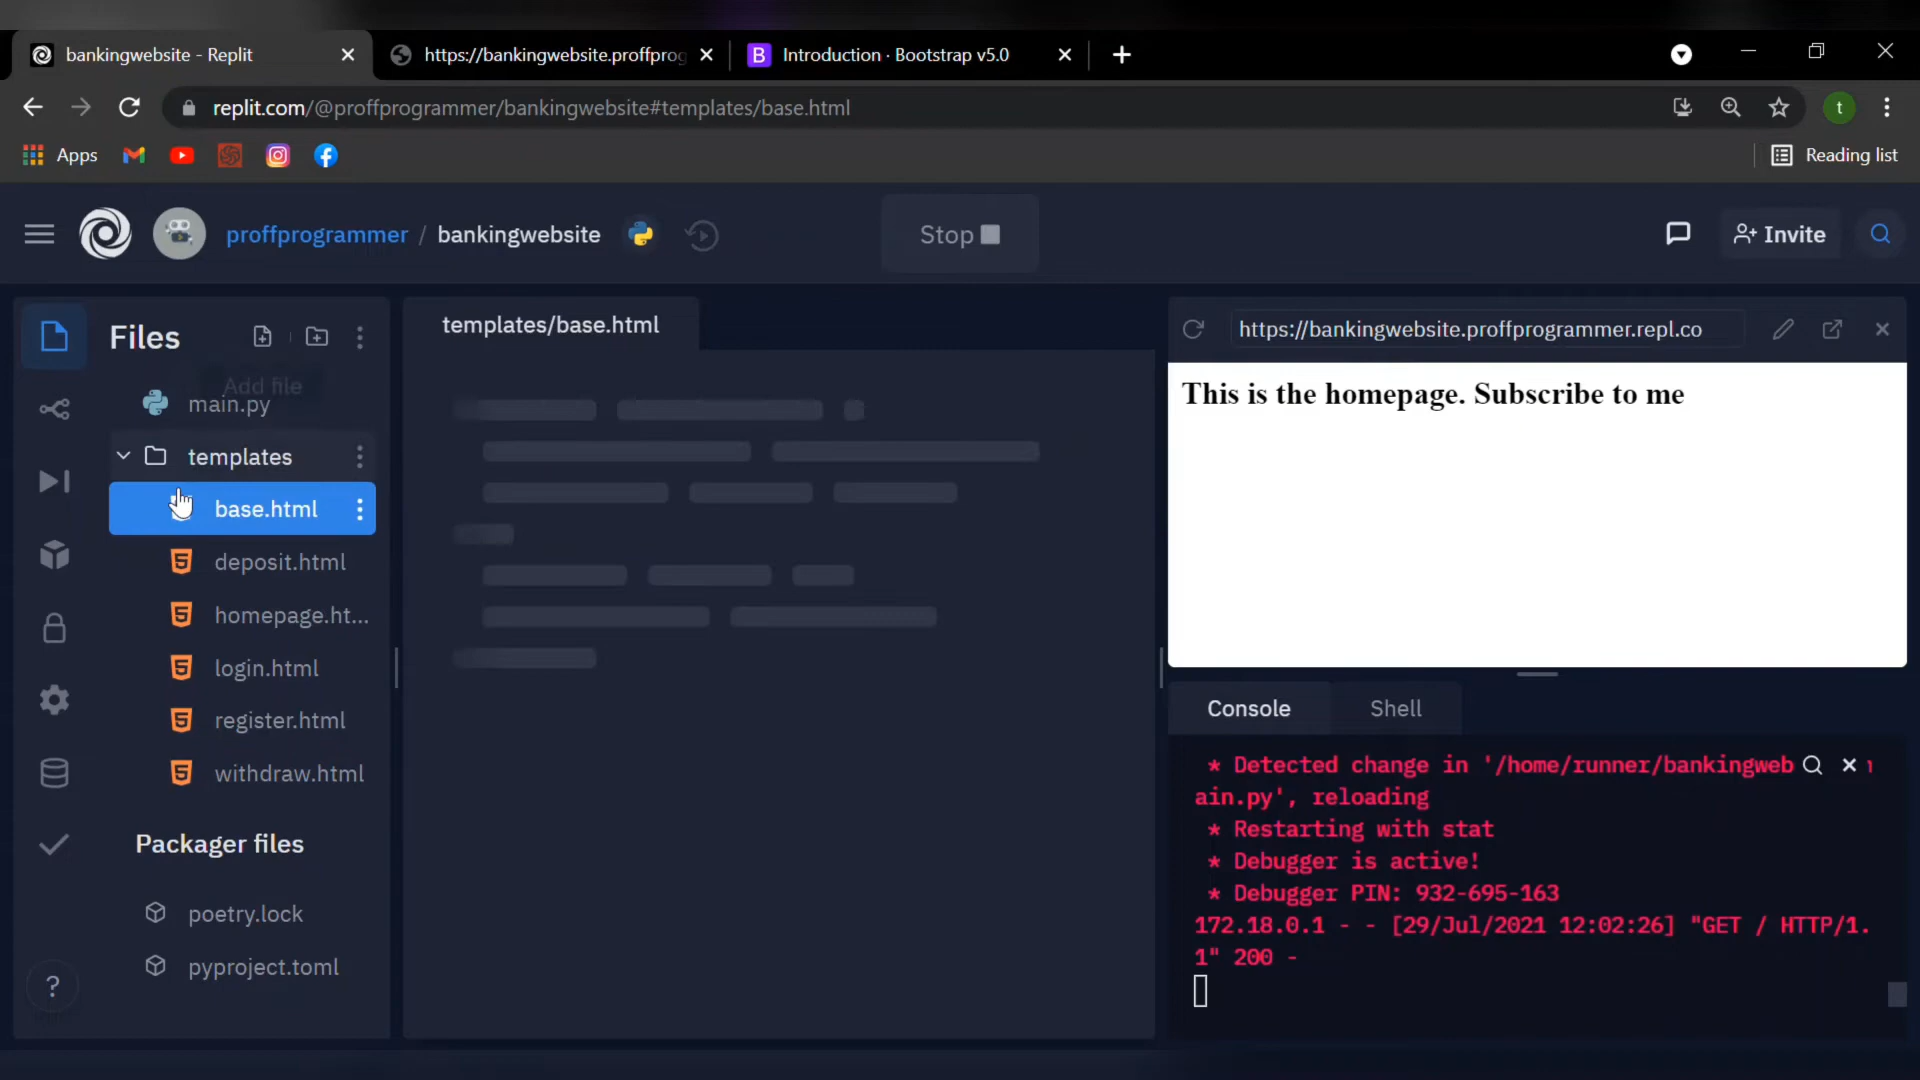 bankingwebsite - Replit
https://bankingwebsite.proffprog
B
Introduction · Bootstrap v5.0
replit.com/@proffprogrammer/bankingwebsite#templates/base.html
t
Apps
Reading list
proffprogrammer / bankingwebsite
Stop
Invite
Files
templates/base.html
https://bankingwebsite.proffprogrammer.repl.co
Add file
main.py
templates
base.html
deposit.html
homepage.ht...
login.html
register.html
withdraw.html
Packager files
poetry.lock
pyproject.toml
?
This is the homepage. Subscribe to me
Console
Shell
* Detected change in '/home/runner/bankingweb
ain.py', reloading
* Restarting with stat
* Debugger is active!
* Debugger PIN: 932-695-163
172.18.0.1 - - [29/Jul/2021 12:02:26] "GET / HTTP/1.
1" 200 -